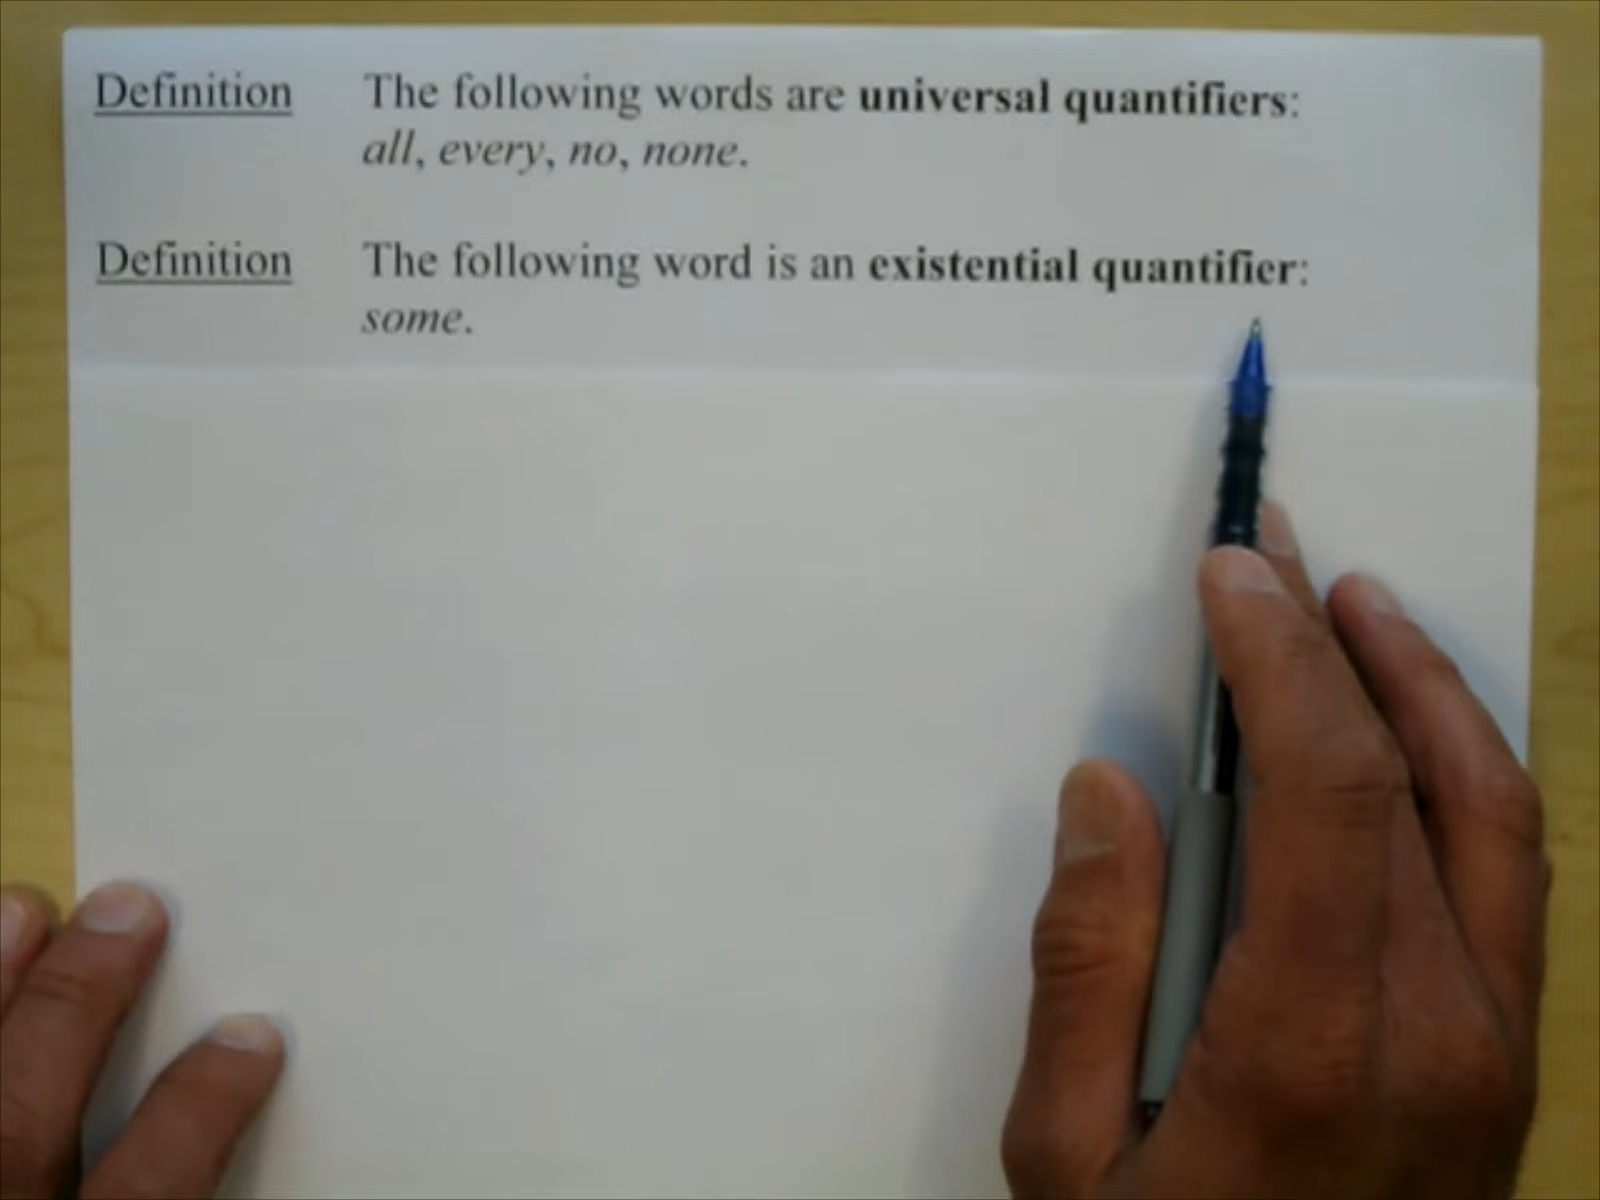 Definition The following words are universal quantifiers:
all, every, no, none.
Definition The following word is an existential quantifier:
some.